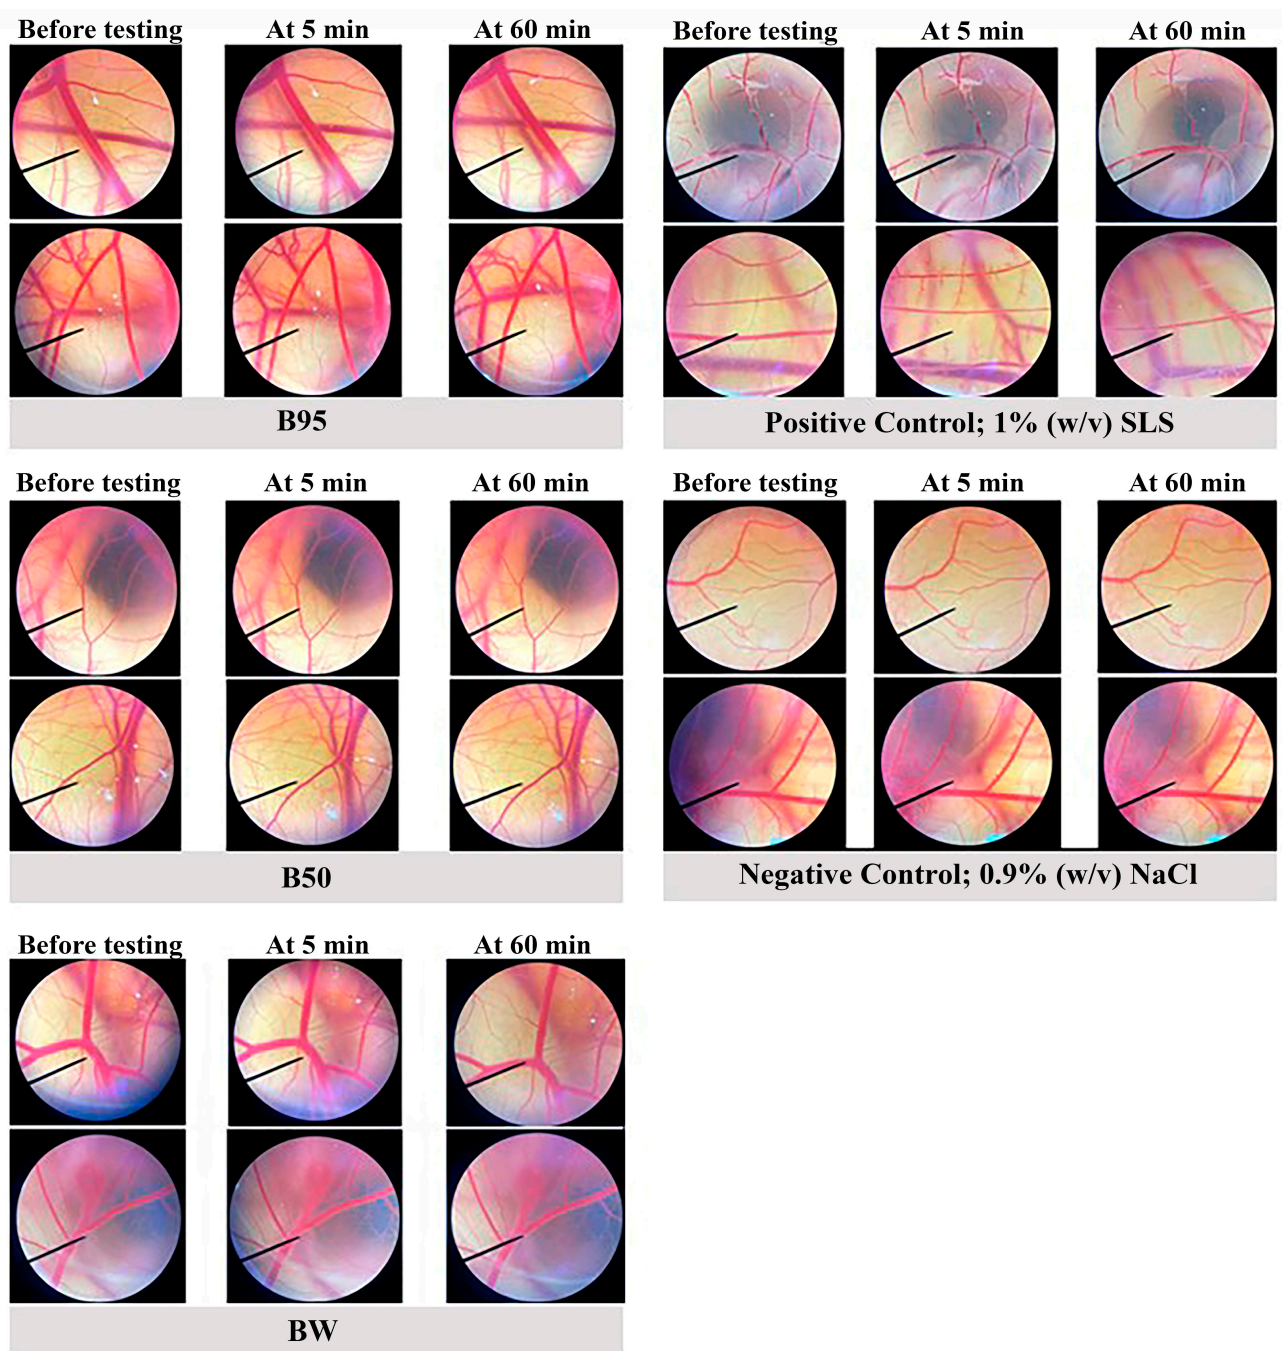 Before testing At 5 min At 60 min
B95
Before testing At 5 min At 60 min
Positive Control; 1% (w/v) SLS
Before testing At 5 min At 60 min
B50
Before testing At 5 min At 60 min
Negative Control; 0.9% (w/v) NaCl
Before testing At 5 min At 60 min
BW